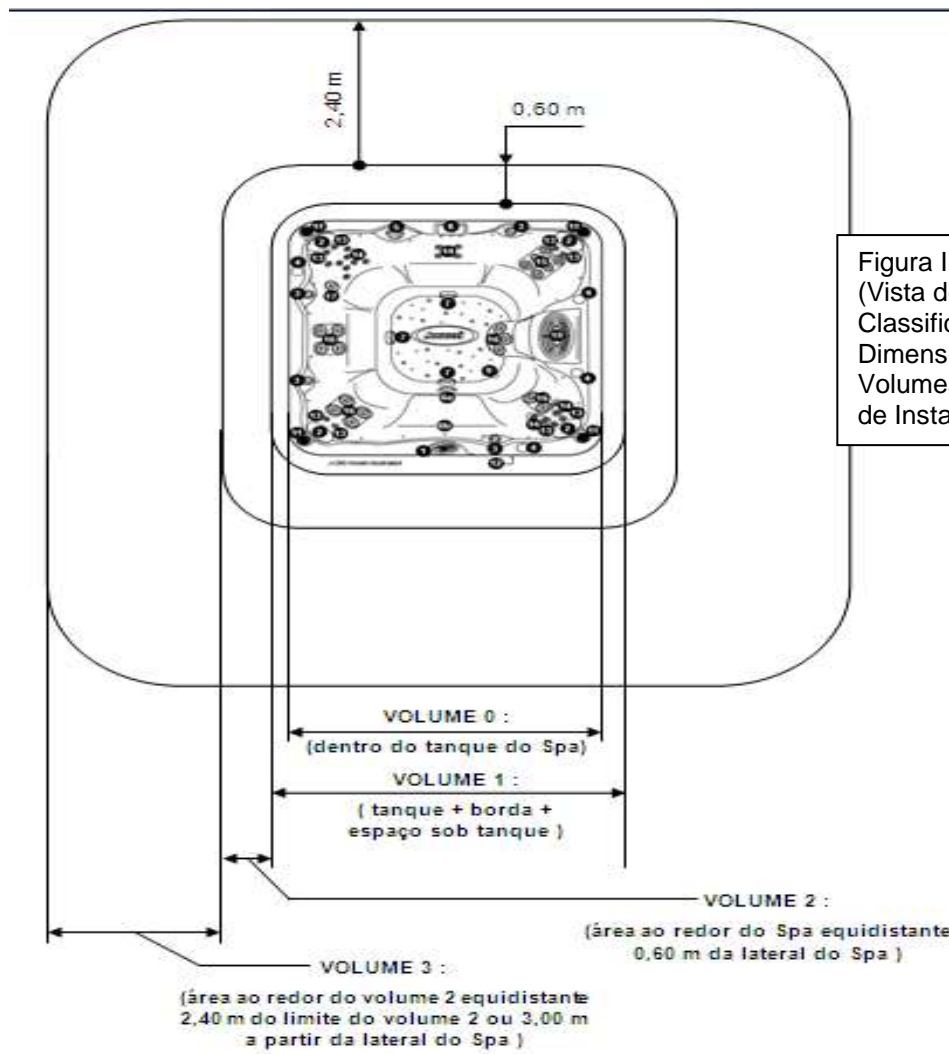 2,40 m
0,60 m
Figura I
(Vista d
Classific
Dimens
Volume
de Insta
VOLUME 0 :
(dentro do tanque do Spa)
VOLUME 1 :
( tanque + borda +
espaço sob tanque )
VOLUME 2 :
(área ao redor do Spa equidistante
0,60 m da lateral do Spa )
VOLUME 3 :
(área ao redor do volume 2 equidistante
2,40 m do limite do volume 2 ou 3,00 m
a partir da lateral do Spa )